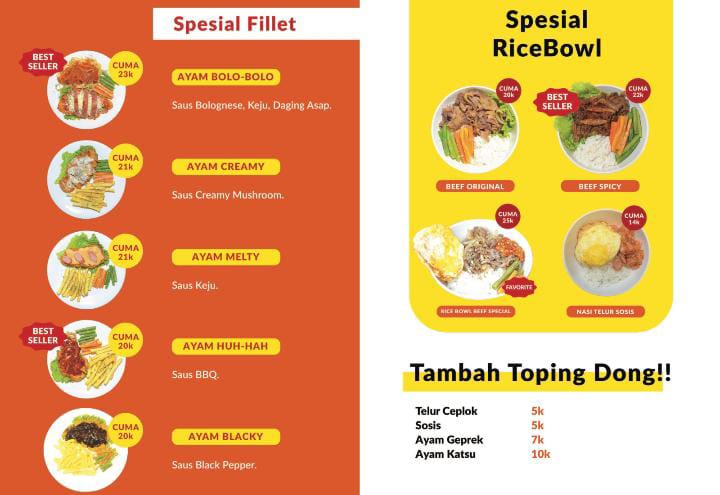 Spesial Fillet
BEST
SELLER
CUMA
23k
AYAM BOLO-BOLO
Saus Bolognese, Keju, Daging Asap.
CUMA
21k
AYAM CREAMY
Saus Creamy Mushroom.
CUMA
21k
AYAM MELTY
Saus Keju.
BEST
SELLER
CUMA
20k
AYAM HUH-HAH
Saus BBQ.
CUMA
20k
AYAM BLACKY
Saus Black Pepper.
Spesial
RiceBowl
CUMA
20k
BEEF ORIGINAL
BEST
SELLER
CUMA
22k
BEEF SPICY
CUMA
25k
FAVORITE
RICE BOWL BEEF SPECIAL
CUMA
14k
NASI TELUR SOSIS
Tambah Toping Dong!!
Telur Ceplok 5k
Sosis 5k
Ayam Geprek 7k
Ayam Katsu 10k